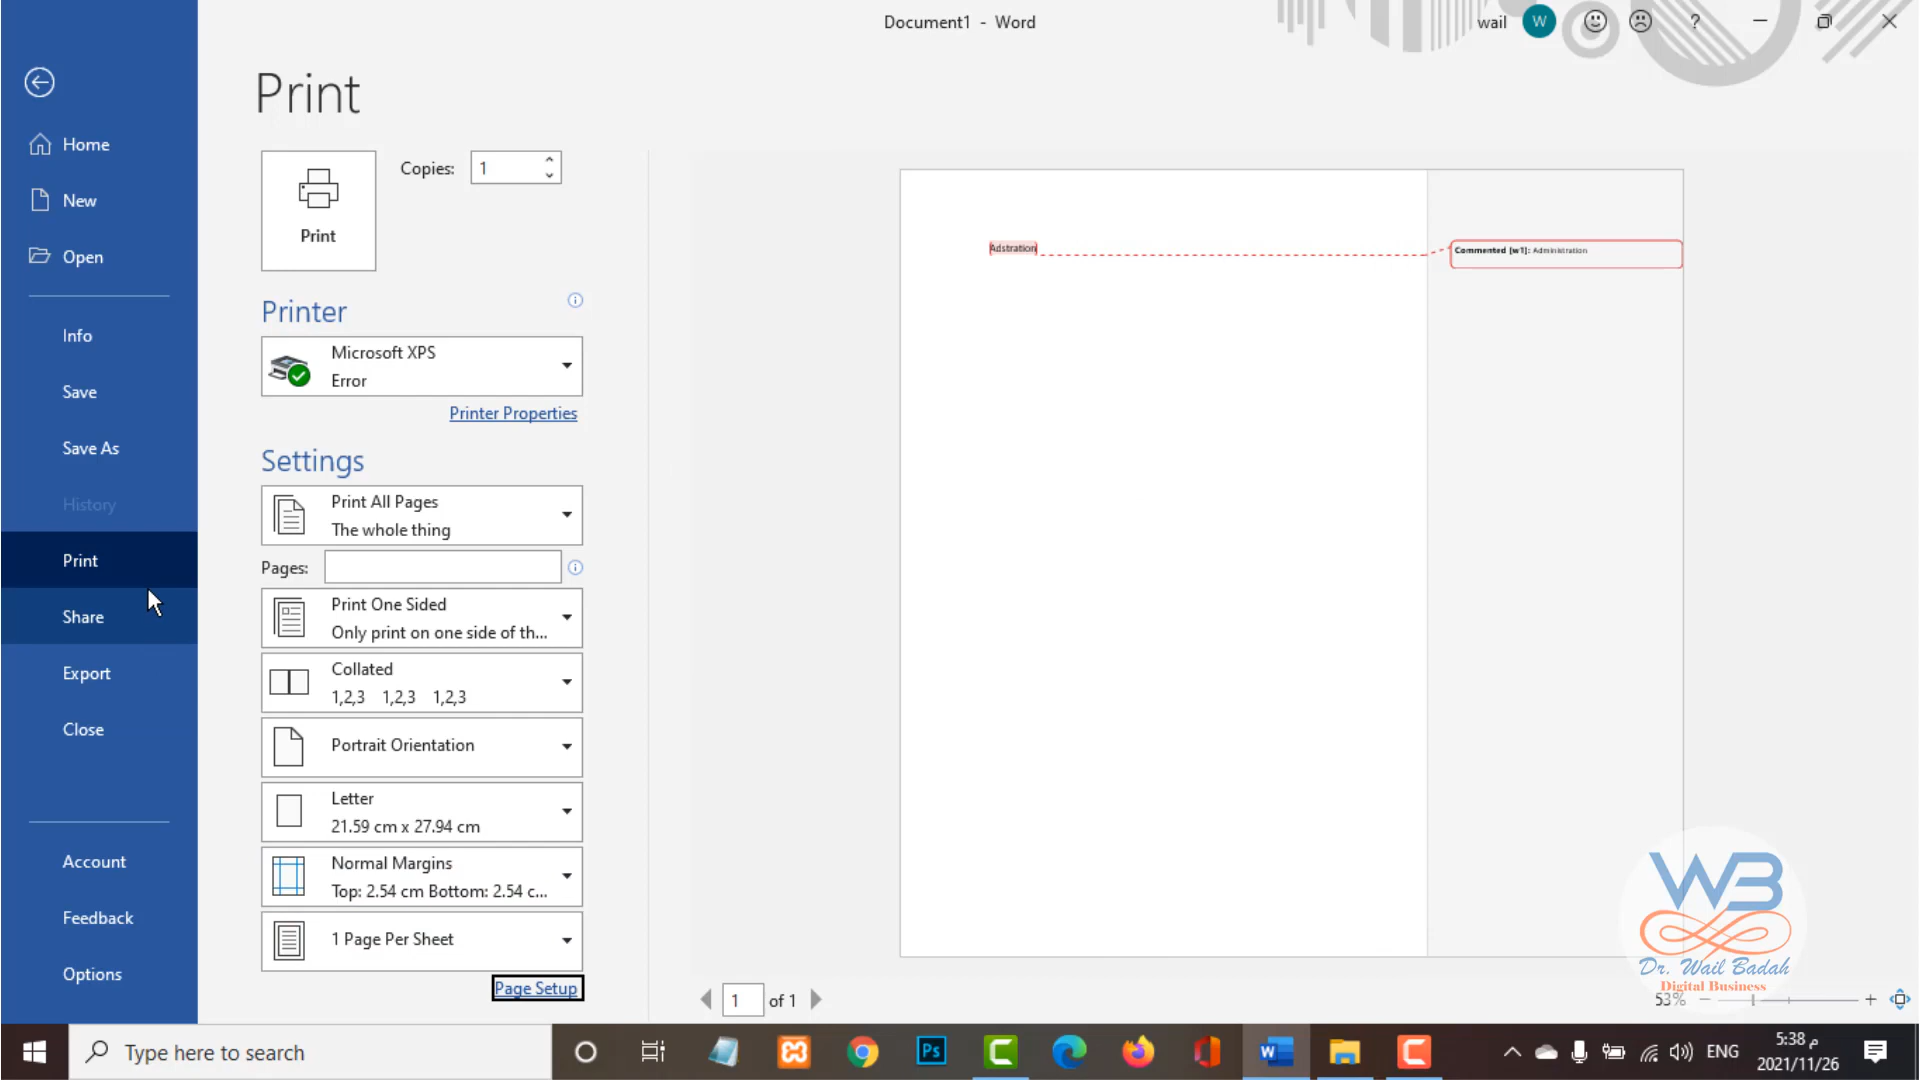 Document1 - Word
wail
W
?
Print
Home
New
Open
Info
Save
Save As
History
Print
Share
Export
Close
Account
Feedback
Options
Print
Copies: 1
Printer
Microsoft XPS
Error
Printer Properties
Settings
Print All Pages
The whole thing
Pages:
Print One Sided
Only print on one side of th...
Collated
1,2,3 1,2,3 1,2,3
Portrait Orientation
Letter
21.59 cm x 27.94 cm
Normal Margins
Top: 2.54 cm Bottom: 2.54 c...
1 Page Per Sheet
Page Setup
Adstration
Commented [w1]: Administration
1 of 1
53%
WB
Dr. Wail Badah
Digital Business
Type here to search
Ps
ENG
5:38 م
2021/11/26